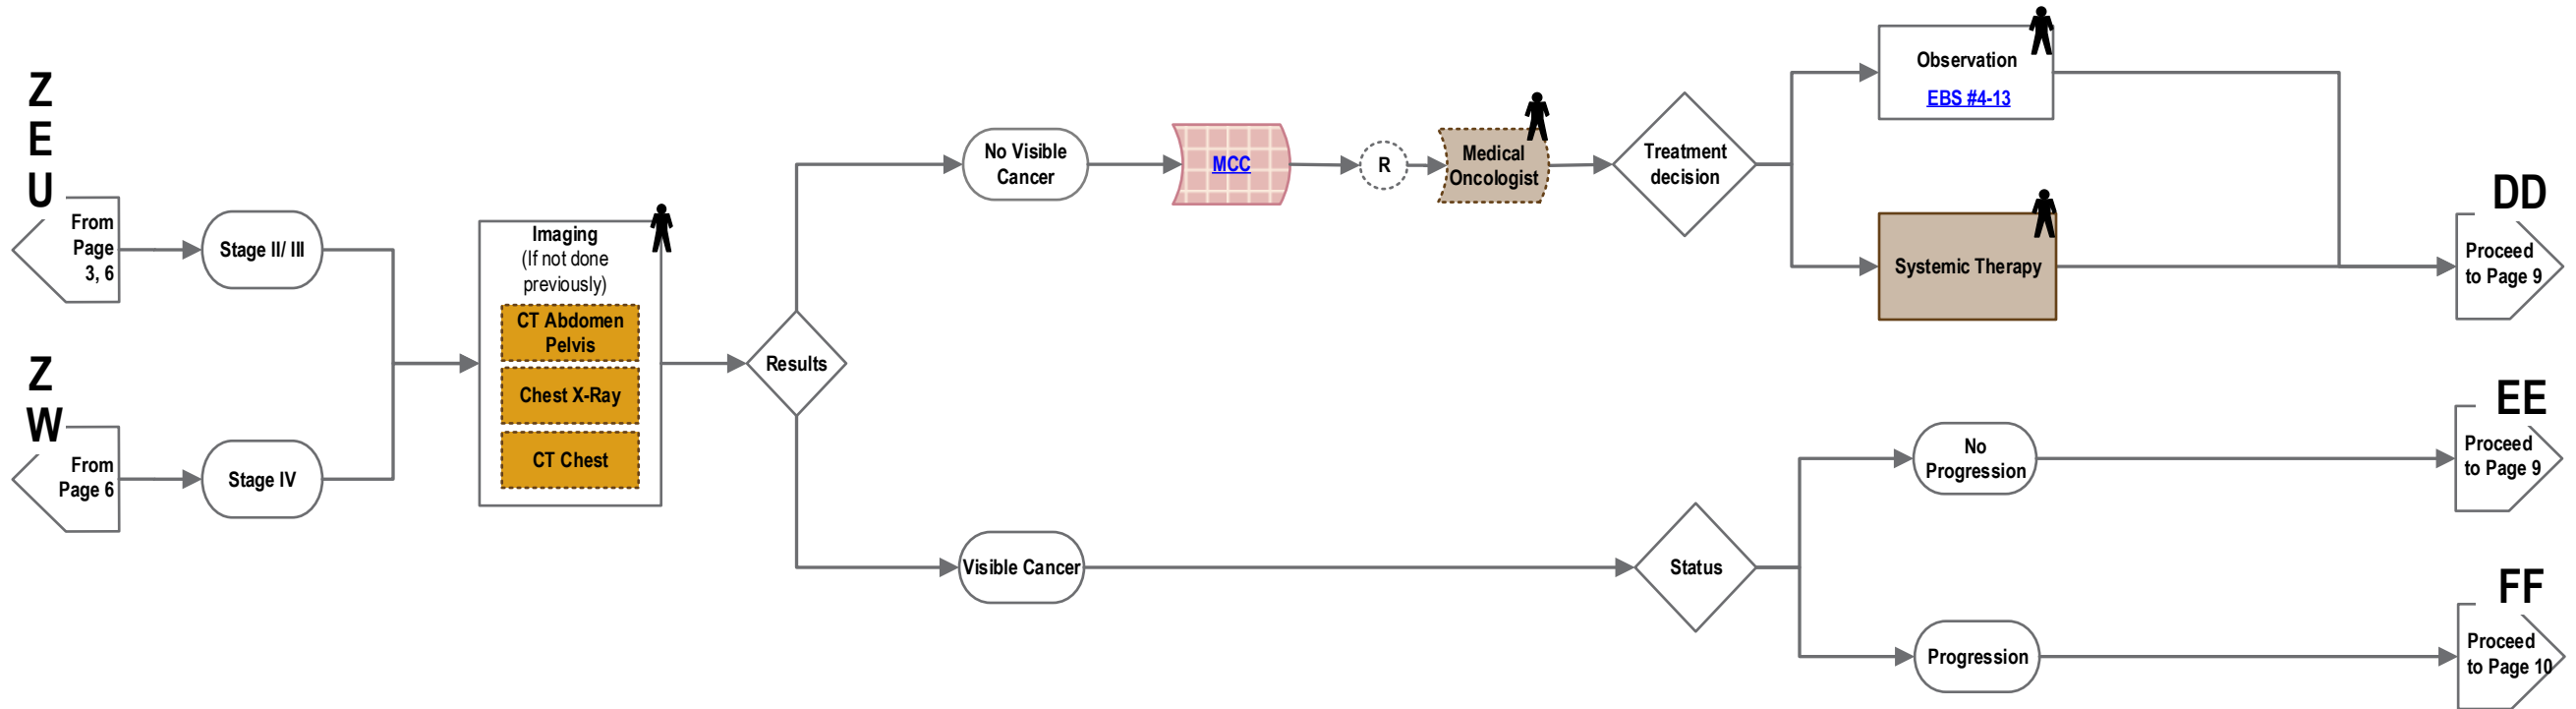 Z
E
U
From
Page
3, 6
Stage II/ III
Z
W
From
Page 6
Stage IV
Imaging
(If not done
previously)
CT Abdomen
Pelvis
Chest X-Ray
CT Chest
Results
No Visible
Cancer
MCC
R
Medical
Oncologist
Treatment
decision
Observation
EBS #4-13
Systemic Therapy
DD
Proceed
to Page 9
Visible Cancer
Status
No
Progression
EE
Proceed
to Page 9
Progression
FF
Proceed
to Page 10